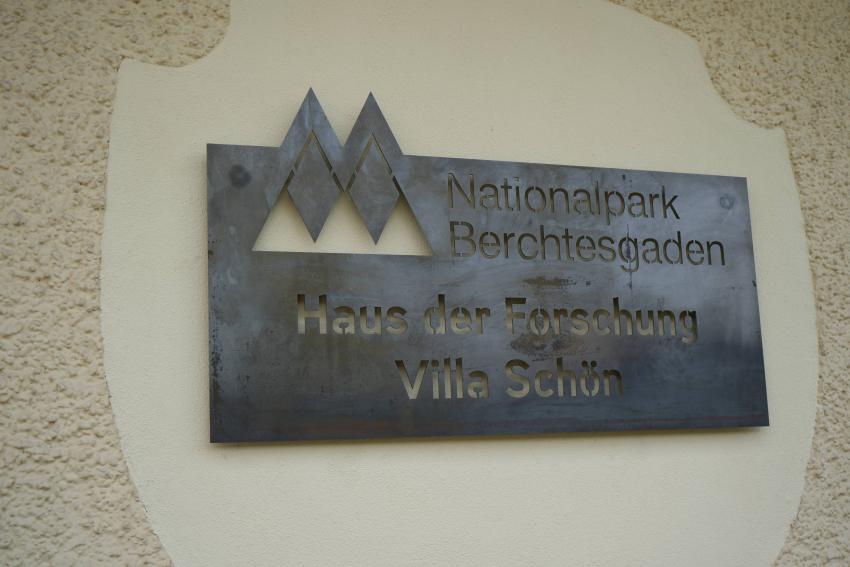 Nationalpark
Berchtesgaden
Haus der Forschung
Villa Schön